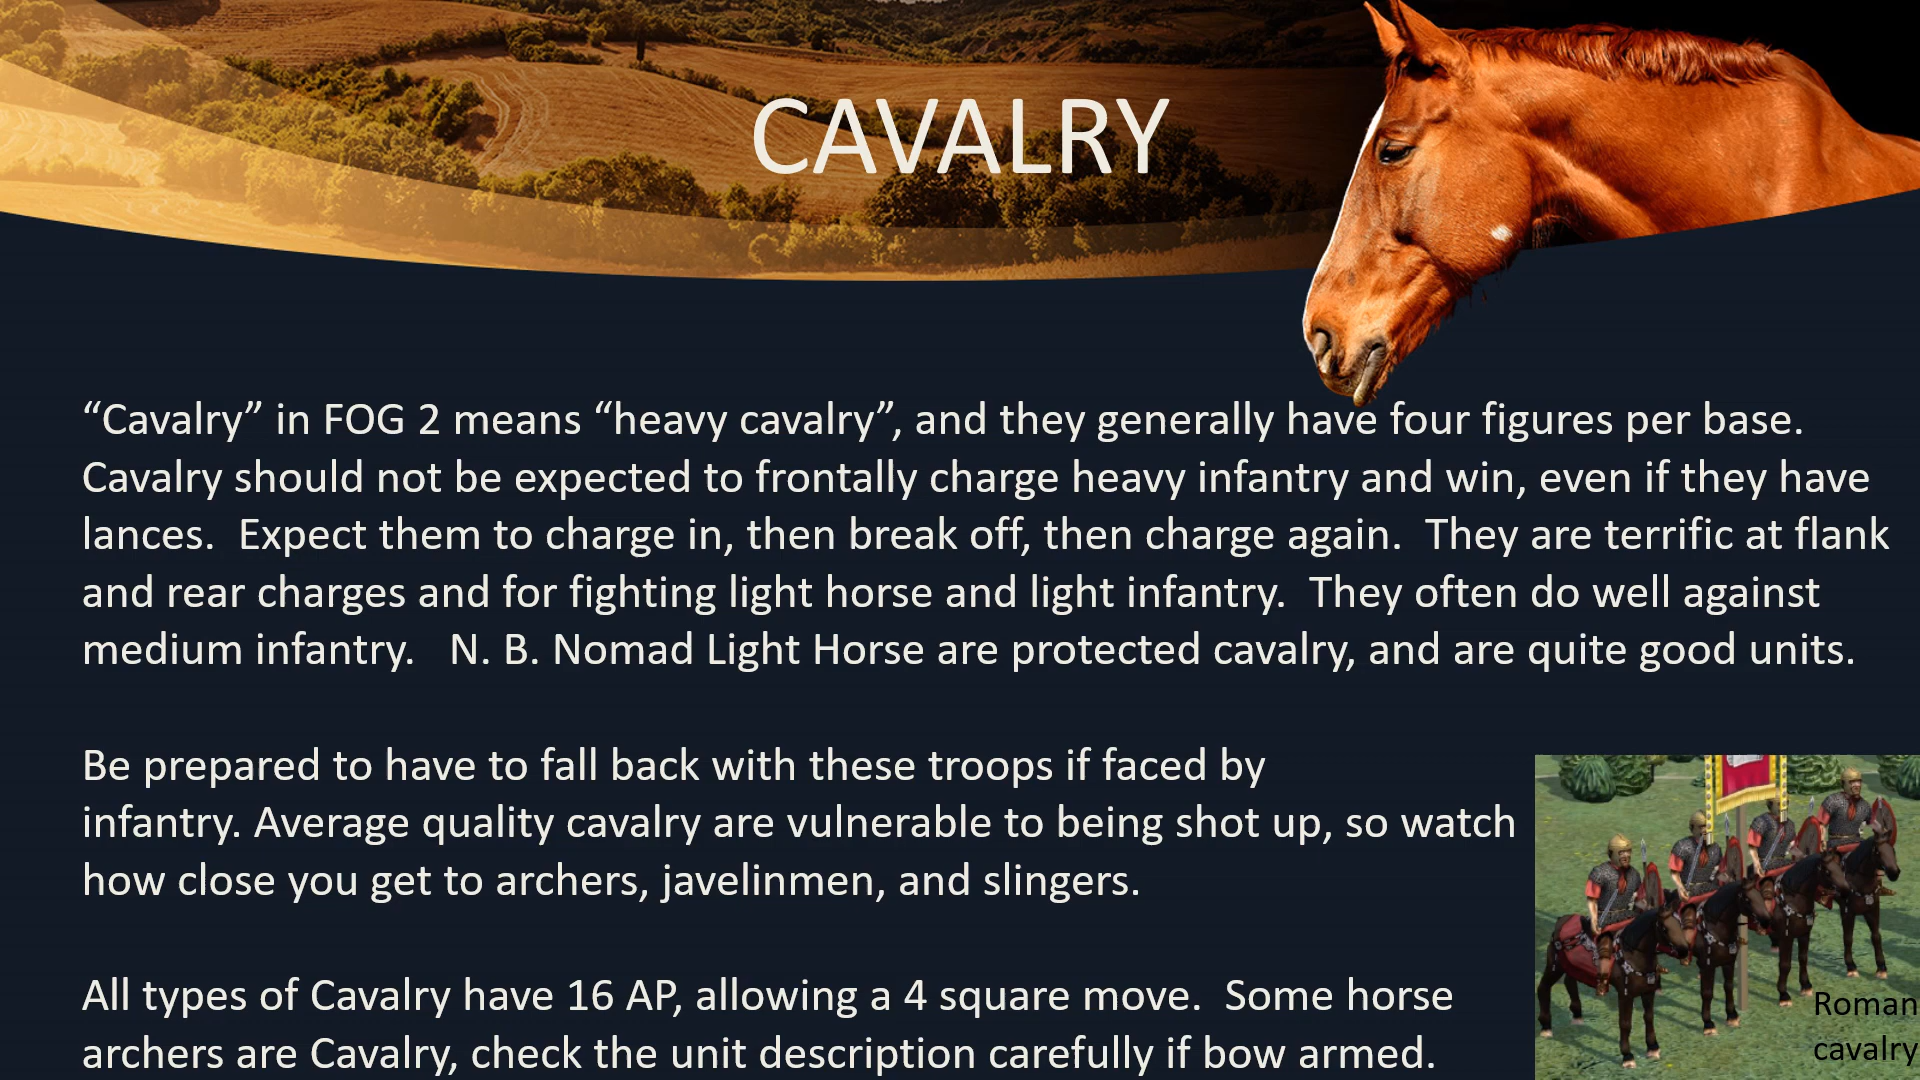 CAVALRY
“Cavalry” in FOG 2 means “heavy cavalry”, and they generally have four figures per base.
Cavalry should not be expected to frontally charge heavy infantry and win, even if they have
lances.  Expect them to charge in, then break off, then charge again.  They are terrific at flank
and rear charges and for fighting light horse and light infantry.  They often do well against
medium infantry.   N. B. Nomad Light Horse are protected cavalry, and are quite good units.
Be prepared to have to fall back with these troops if faced by
infantry. Average quality cavalry are vulnerable to being shot up, so watch
how close you get to archers, javelinmen, and slingers.
All types of Cavalry have 16 AP, allowing a 4 square move.  Some horse
archers are Cavalry, check the unit description carefully if bow armed.
Roman
cavalry